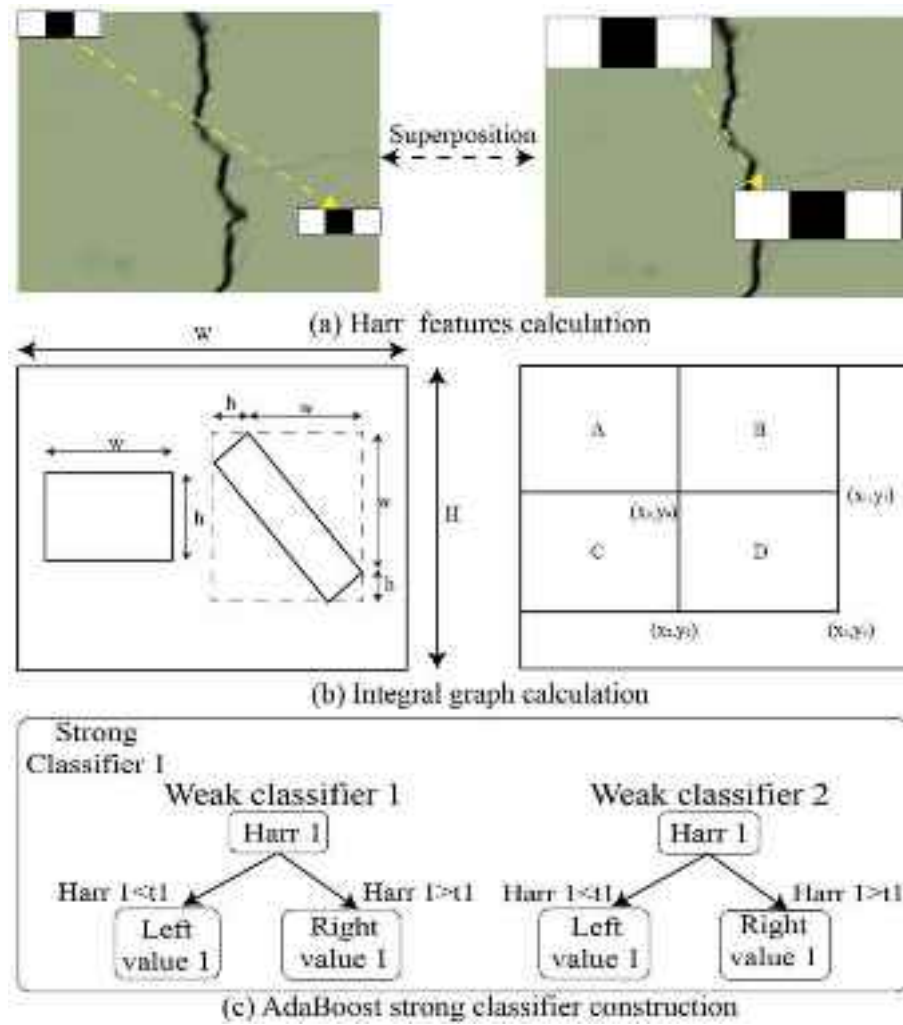 Superposition
(a) Harr features calculation
W
h
w
w
h
w
h
H
A
B
C
D
(b) Integral graph calculation
Strong
Classifier 1
Weak classifier 1
Weak classifier 2
Harr 1
Harr 1
Harr 1<t1
Harr 1>t1
Harr 1<t1
Harr 1>t1
Left
value 1
Right
value 1
Left
value 1
Right
value 1
(c) AdaBoost strong classifier construction